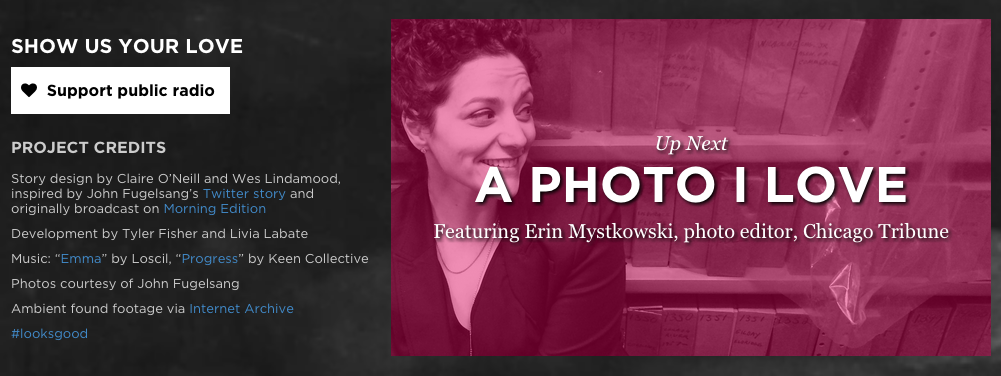 SHOW US YOUR LOVE
Support public radio
PROJECT CREDITS
Story design by Claire O’Neill and Wes Lindamood,
inspired by John Fugelsang’s Twitter story and
originally broadcast on Morning Edition
Development by Tyler Fisher and Livia Labate
Music: “Emma” by Loscil, “Progress” by Keen Collective
Photos courtesy of John Fugelsang
Ambient found footage via Internet Archive
#looksgood
Up Next
A PHOTO I LOVE
Featuring Erin Mystkowski, photo editor, Chicago Tribune